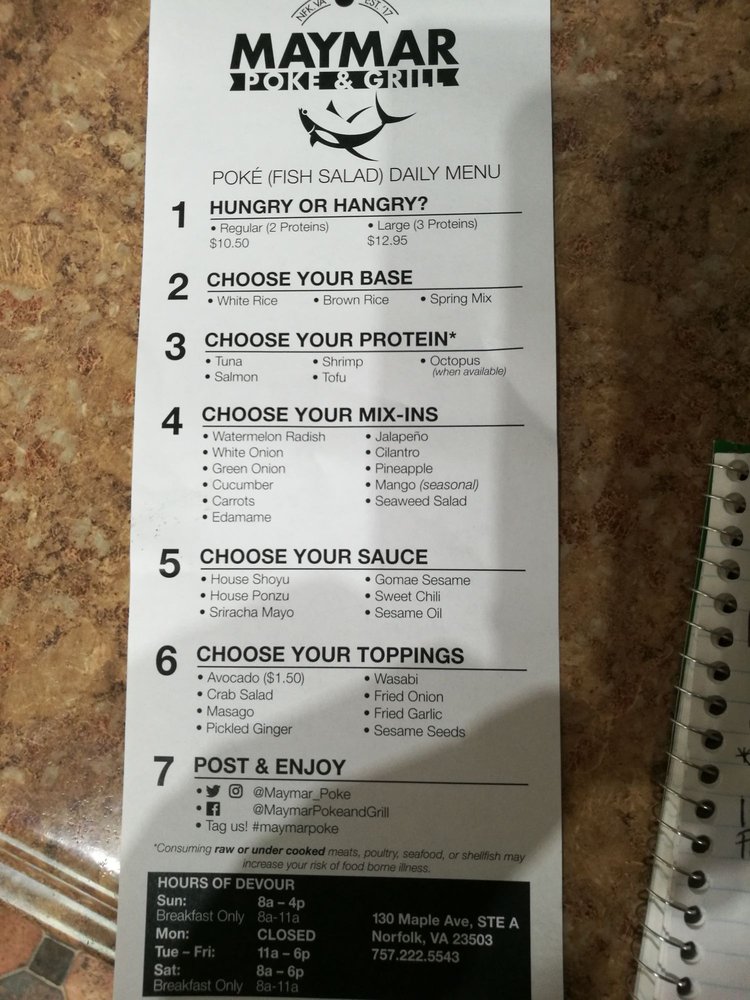 NFK, VA EST. '17
MAYMAR
POKE & GRILL
POKÉ (FISH SALAD) DAILY MENU
1 HUNGRY OR HANGRY?
• Regular (2 Proteins) • Large (3 Proteins)
$10.50 $12.95
2 CHOOSE YOUR BASE
• White Rice • Brown Rice • Spring Mix
3 CHOOSE YOUR PROTEIN*
• Tuna • Shrimp • Octopus
• Salmon • Tofu (when available)
4 CHOOSE YOUR MIX-INS
• Watermelon Radish • Jalapeño
• White Onion • Cilantro
• Green Onion • Pineapple
• Cucumber • Mango (seasonal)
• Carrots • Seaweed Salad
• Edamame
5 CHOOSE YOUR SAUCE
• House Shoyu • Gomae Sesame
• House Ponzu • Sweet Chili
• Sriracha Mayo • Sesame Oil
6 CHOOSE YOUR TOPPINGS
• Avocado ($1.50) • Wasabi
• Crab Salad • Fried Onion
• Masago • Fried Garlic
• Pickled Ginger • Sesame Seeds
7 POST & ENJOY
• @Maymar_Poke
• @MaymarPokeandGrill
• Tag us! #maymarpoke
*Consuming raw or under cooked meats, poultry, seafood, or shellfish may
increase your risk of food borne illness.
HOURS OF DEVOUR
Sun: 8a – 4p
Breakfast Only 8a-11a
Mon: CLOSED
Tue – Fri: 11a – 6p
Sat: 8a – 6p
Breakfast Only 8a-11a
130 Maple Ave, STE A
Norfolk, VA 23503
757.222.5543